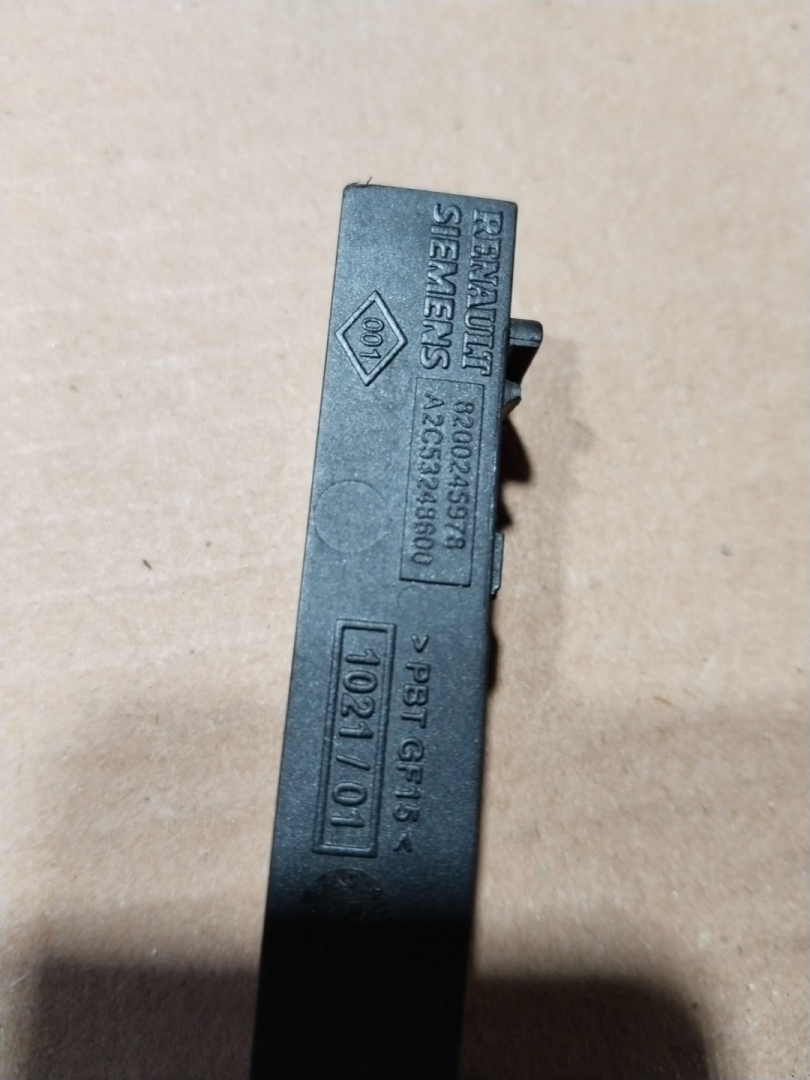 RENAULT
SIEMENS
001
8200245978
A2C53248600
>PBT GF15<
1021/01